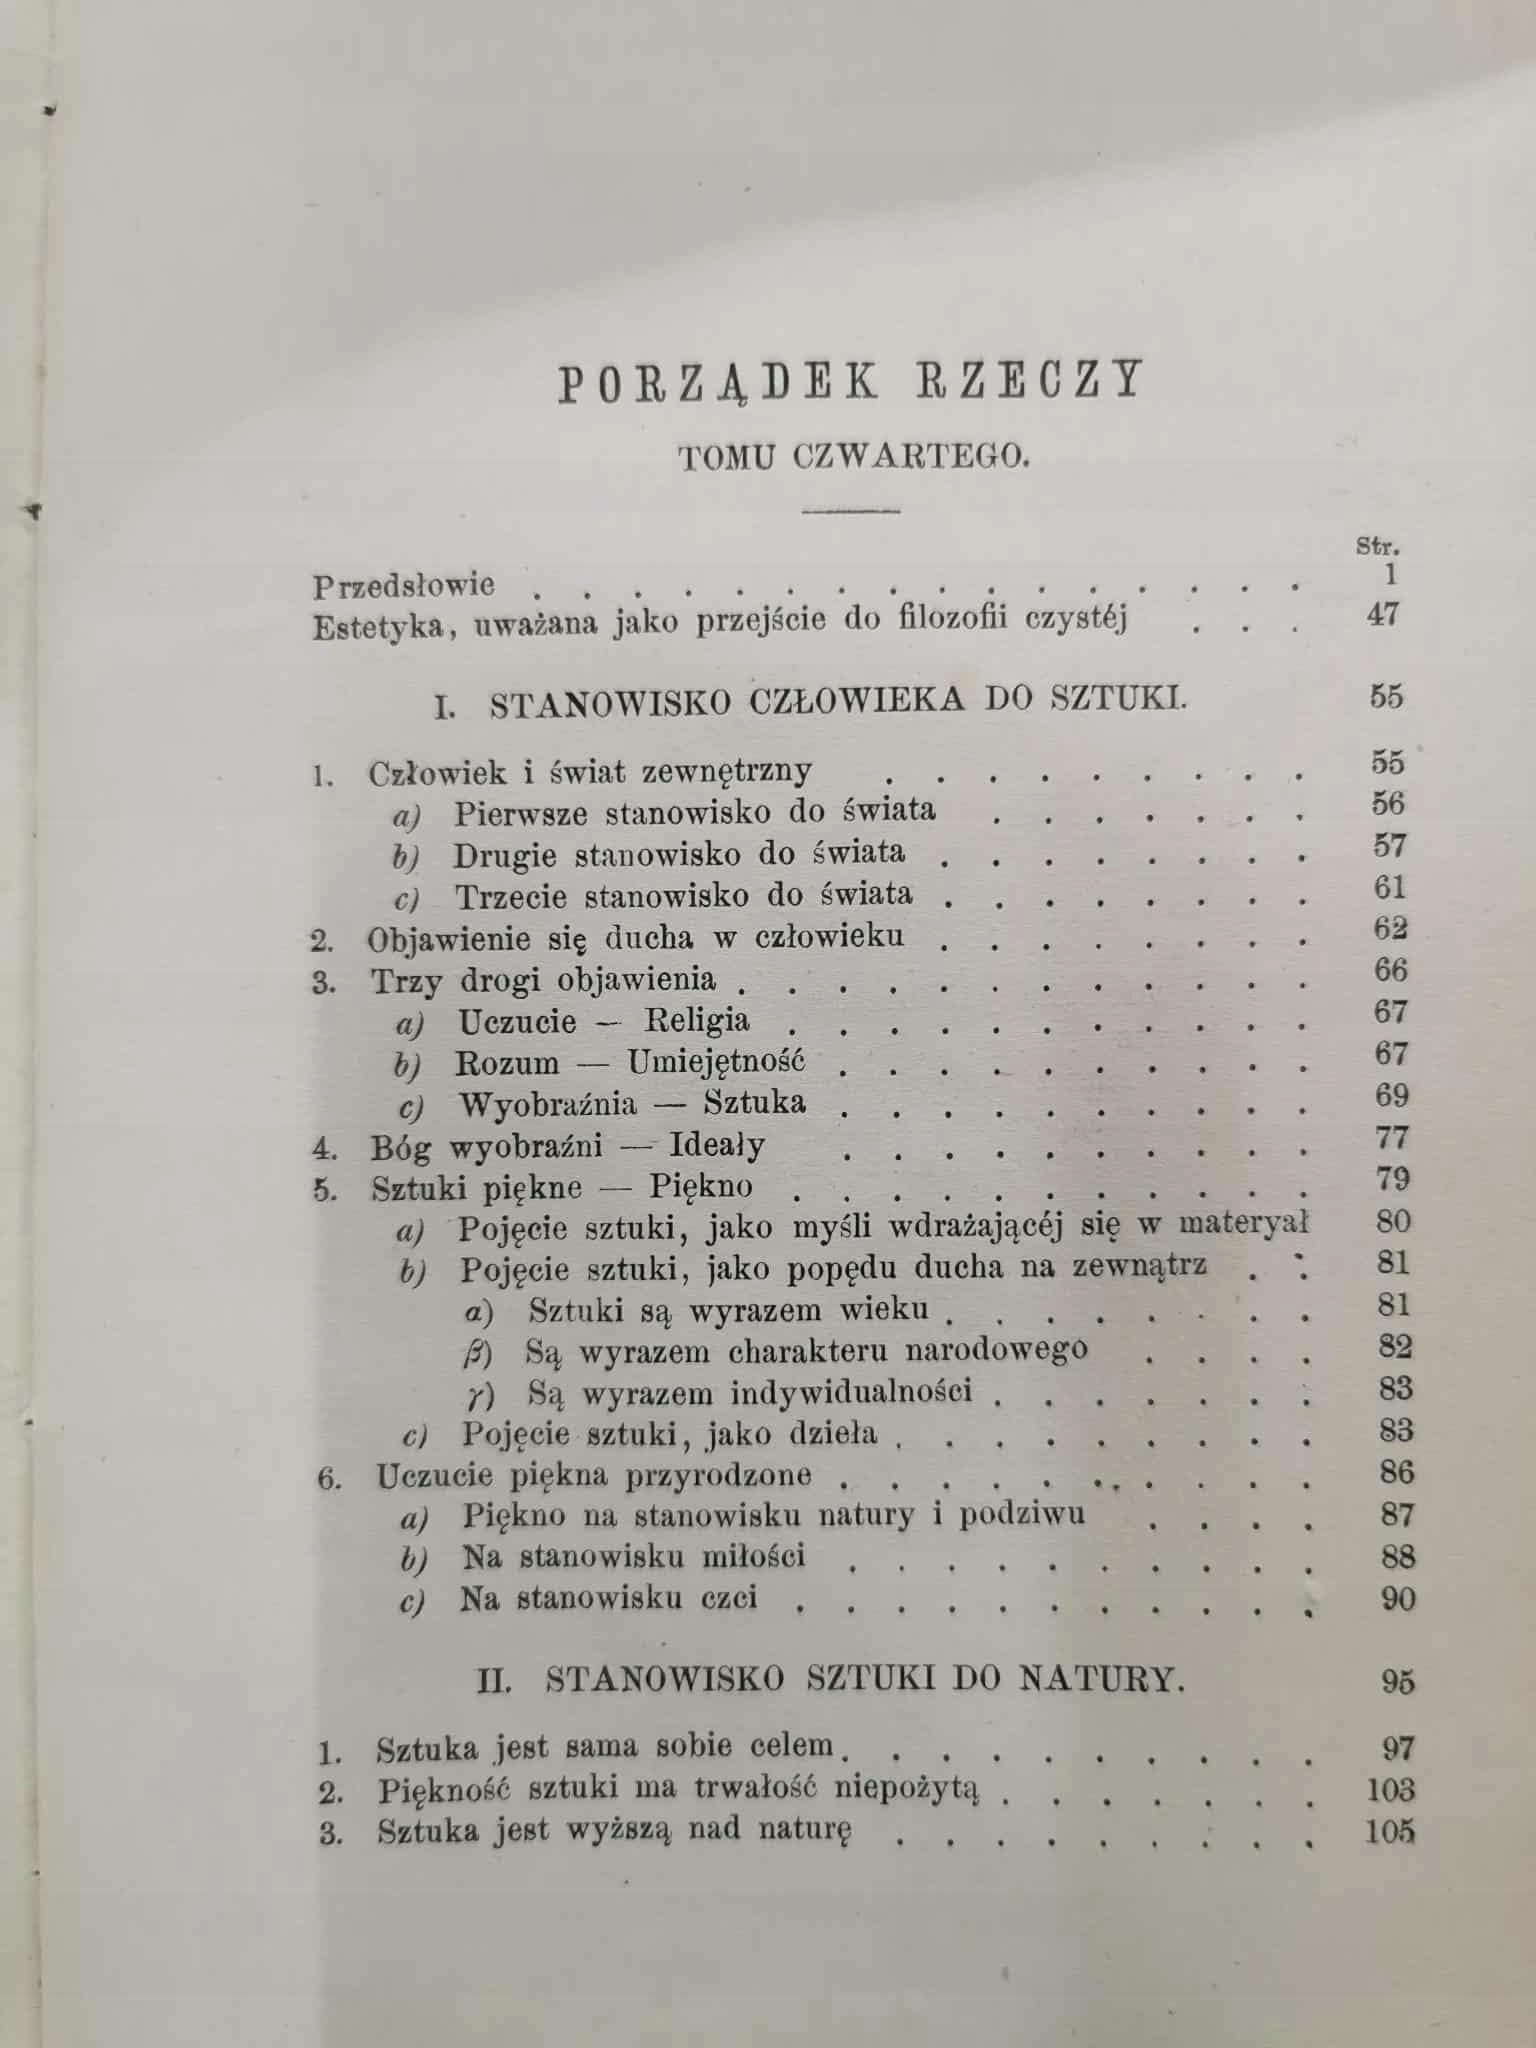 PORZĄDEK RZECZY
TOMU CZWARTEGO.
Str.
Przedsłowie . . . . . . . . . . . . . . . . 1
Estetyka, uważana jako przejście do filozofii czystéj . . . 47
I. STANOWISKO CZŁOWIEKA DO SZTUKI. 55
1. Człowiek i świat zewnętrzny . . . . . . . . . 55
a) Pierwsze stanowisko do świata . . . . . . . 56
b) Drugie stanowisko do świata . . . . . . . . 57
c) Trzecie stanowisko do świata . . . . . . . . 61
2. Objawienie się ducha w człowieku . . . . . . . . 62
3. Trzy drogi objawienia . . . . . . . . . . . . 66
a) Uczucie — Religia . . . . . . . . . . . 67
b) Rozum — Umiejętność . . . . . . . . . . 67
c) Wyobraźnia — Sztuka . . . . . . . . . . 69
4. Bóg wyobraźni — Ideały . . . . . . . . . . 77
5. Sztuki piękne — Piękno . . . . . . . . . . . 79
a) Pojęcie sztuki, jako myśli wdrażającéj się w materyał 80
b) Pojęcie sztuki, jako popędu ducha na zewnątrz . . 81
α) Sztuki są wyrazem wieku . . . . . . . . 81
β) Są wyrazem charakteru narodowego . . . . 82
γ) Są wyrazem indywidualności . . . . . . . 83
c) Pojęcie sztuki, jako dzieła . . . . . . . . . 83
6. Uczucie piękna przyrodzone . . . . . . . . . . 86
a) Piękno na stanowisku natury i podziwu . . . . 87
b) Na stanowisku miłości . . . . . . . . . . 88
c) Na stanowisku czci . . . . . . . . . . . 90
II. STANOWISKO SZTUKI DO NATURY. 95
1. Sztuka jest sama sobie celem . . . . . . . . . . 97
2. Piękność sztuki ma trwałość niepożytą . . . . . . . 103
3. Sztuka jest wyższą nad naturę . . . . . . . . . 105